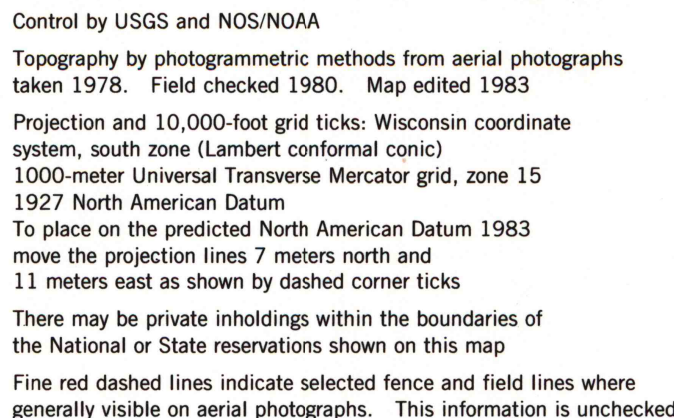 Control by USGS and NOS/NOAA
Topography by photogrammetric methods from aerial photographs
taken 1978. Field checked 1980. Map edited 1983
Projection and 10,000-foot grid ticks: Wisconsin coordinate
system, south zone (Lambert conformal conic)
1000-meter Universal Transverse Mercator grid, zone 15
1927 North American Datum
To place on the predicted North American Datum 1983
move the projection lines 7 meters north and
11 meters east as shown by dashed corner ticks
There may be private inholdings within the boundaries of
the National or State reservations shown on this map
Fine red dashed lines indicate selected fence and field lines where
generally visible on aerial photographs. This information is unchecked